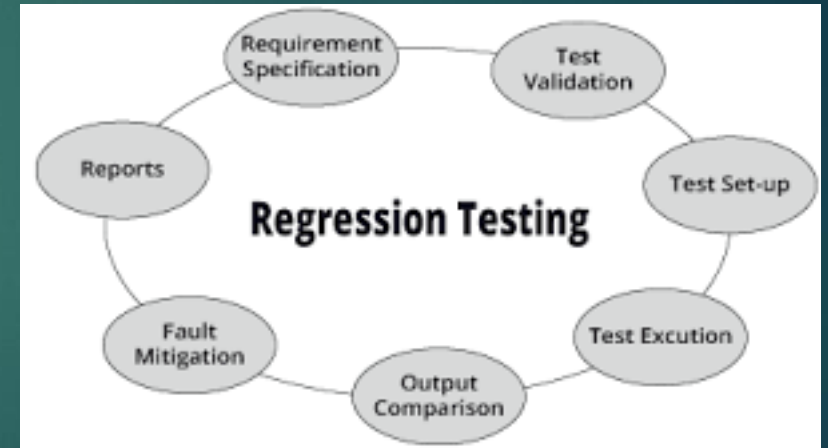 Requirement
Specification
Test
Validation
Test Set-up
Test Excution
Output
Comparison
Fault
Mitigation
Reports
Regression Testing